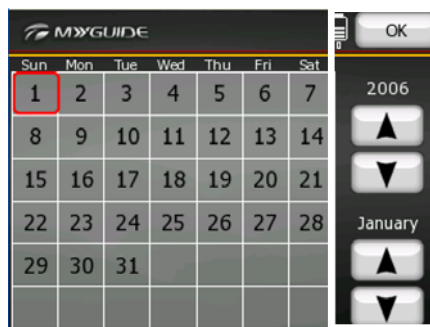 MYGUIDE
OK
Sun Mon Tue Wed Thu Fri Sat
1 2 3 4 5 6 7
8 9 10 11 12 13 14
15 16 17 18 19 20 21
22 23 24 25 26 27 28
29 30 31
2006
January